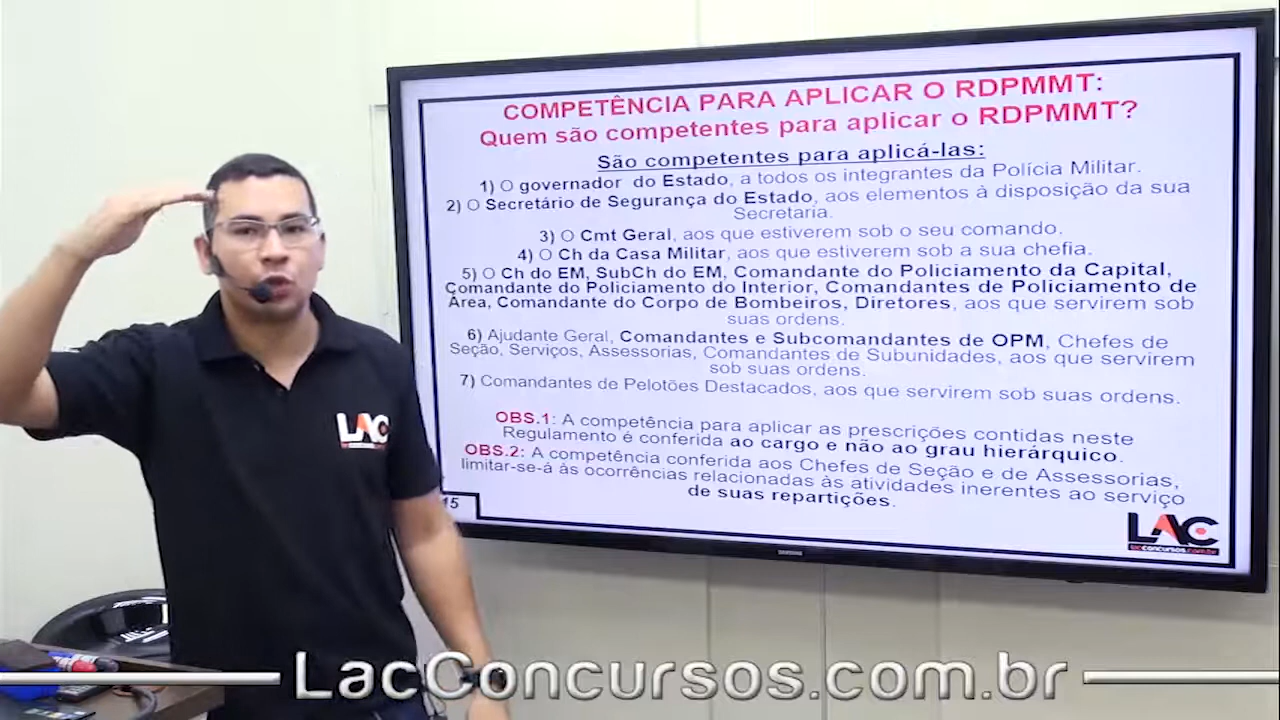 COMPETÊNCIA PARA APLICAR O RDPMMT:
Quem são competentes para aplicar o RDPMMT?
São competentes para aplicá-las:
1) O governador do Estado, a todos os integrantes da Polícia Militar.
2) O Secretário de Segurança do Estado, aos elementos à disposição da sua
Secretaria.
3) O Cmt Geral, aos que estiverem sob o seu comando.
4) O Ch da Casa Militar, aos que estiverem sob a sua chefia.
5) O Ch do EM, SubCh do EM, Comandante do Policiamento da Capital,
Comandante do Policiamento do Interior, Comandantes de Policiamento de
Área, Comandante do Corpo de Bombeiros, Diretores, aos que servirem sob
suas ordens.
6) Ajudante Geral, Comandantes e Subcomandantes de OPM, Chefes de
Seção, Serviços, Assessorias, Comandantes de Subunidades, aos que servirem
sob suas ordens.
7) Comandantes de Pelotões Destacados, aos que servirem sob suas ordens.
OBS.1: A competência para aplicar as prescrições contidas neste
Regulamento é conferida ao cargo e não ao grau hierárquico.
OBS.2: A competência conferida aos Chefes de Seção e de Assessorias,
limitar-se-á às ocorrências relacionadas às atividades inerentes ao serviço
de suas repartições.
15
LAC
lacconcursos.com.br
SAMSUNG
LAC
LacConcursos.com.br